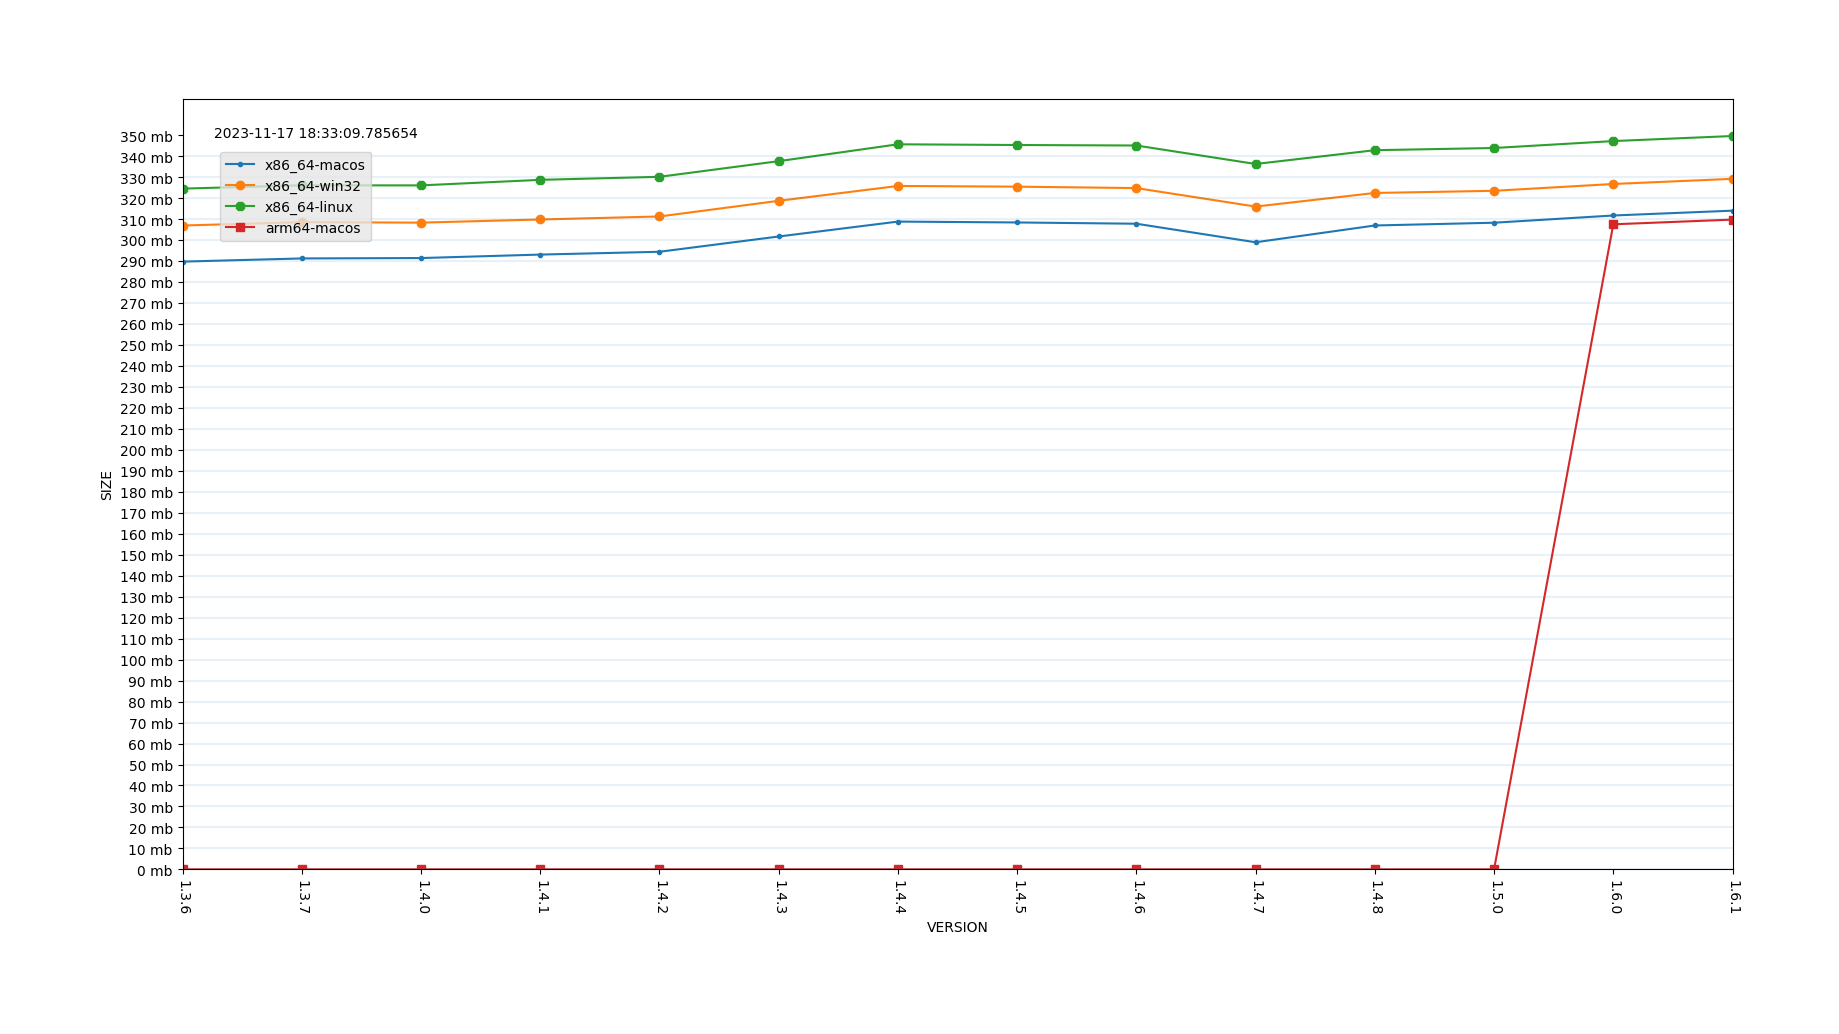 2023-11-17 18:33:09.785654
x86_64-macos
x86_64-win32
x86_64-linux
arm64-macos
350 mb
340 mb
330 mb
320 mb
310 mb
300 mb
290 mb
280 mb
270 mb
260 mb
250 mb
240 mb
230 mb
220 mb
210 mb
200 mb
190 mb
180 mb
170 mb
160 mb
150 mb
140 mb
130 mb
120 mb
110 mb
100 mb
90 mb
80 mb
70 mb
60 mb
50 mb
40 mb
30 mb
20 mb
10 mb
0 mb
SIZE
1.3.6
1.3.7
1.4.0
1.4.1
1.4.2
1.4.3
1.4.4
1.4.5
1.4.6
1.4.7
1.4.8
1.5.0
1.6.0
1.6.1
VERSION